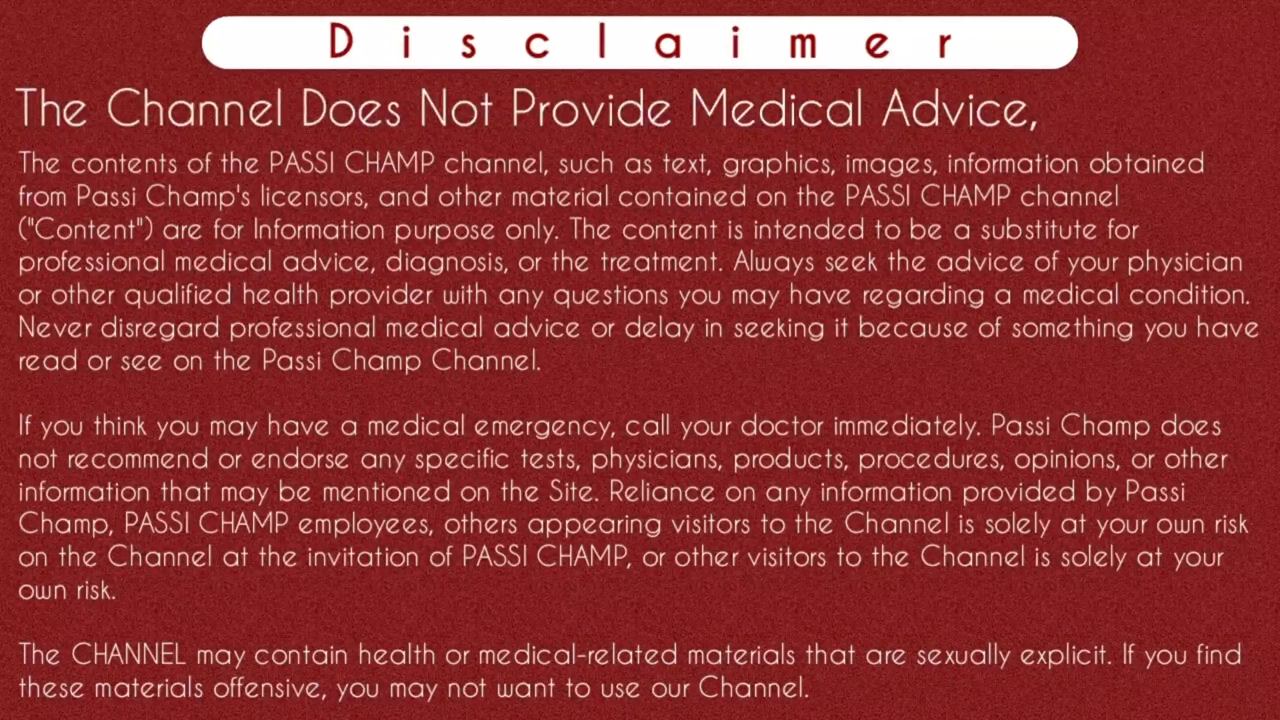 Disclaimer
The Channel Does Not Provide Medical Advice,
The contents of the PASSI CHAMP channel, such as text, graphics, images, information obtained
from Passi Champ's licensors, and other material contained on the PASSI CHAMP channel
("Content") are for Information purpose only. The content is intended to be a substitute for
professional medical advice, diagnosis, or the treatment. Always seek the advice of your physician
or other qualified health provider with any questions you may have regarding a medical condition.
Never disregard professional medical advice or delay in seeking it because of something you have
read or see on the Passi Champ Channel.
If you think you may have a medical emergency, call your doctor immediately. Passi Champ does
not recommend or endorse any specific tests, physicians, products, procedures, opinions, or other
information that may be mentioned on the Site. Reliance on any information provided by Passi
Champ, PASSI CHAMP employees, others appearing visitors to the Channel is solely at your own risk
on the Channel at the invitation of PASSI CHAMP, or other visitors to the Channel is solely at your
own risk.
The CHANNEL may contain health or medical-related materials that are sexually explicit. If you find
these materials offensive, you may not want to use our Channel.